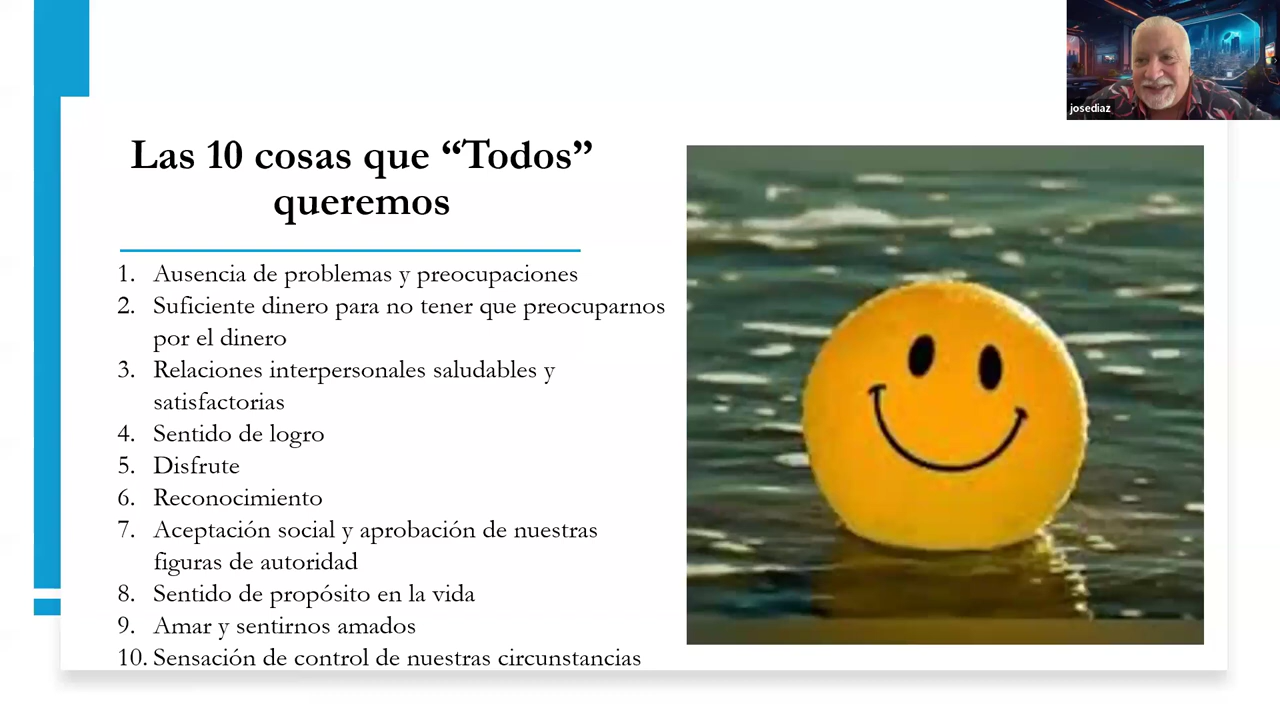 josediaz
Las 10 cosas que “Todos”
queremos
1. Ausencia de problemas y preocupaciones
2. Suficiente dinero para no tener que preocuparnos
por el dinero
3. Relaciones interpersonales saludables y
satisfactorias
4. Sentido de logro
5. Disfrute
6. Reconocimiento
7. Aceptación social y aprobación de nuestras
figuras de autoridad
8. Sentido de propósito en la vida
9. Amar y sentirnos amados
10. Sensación de control de nuestras circunstancias